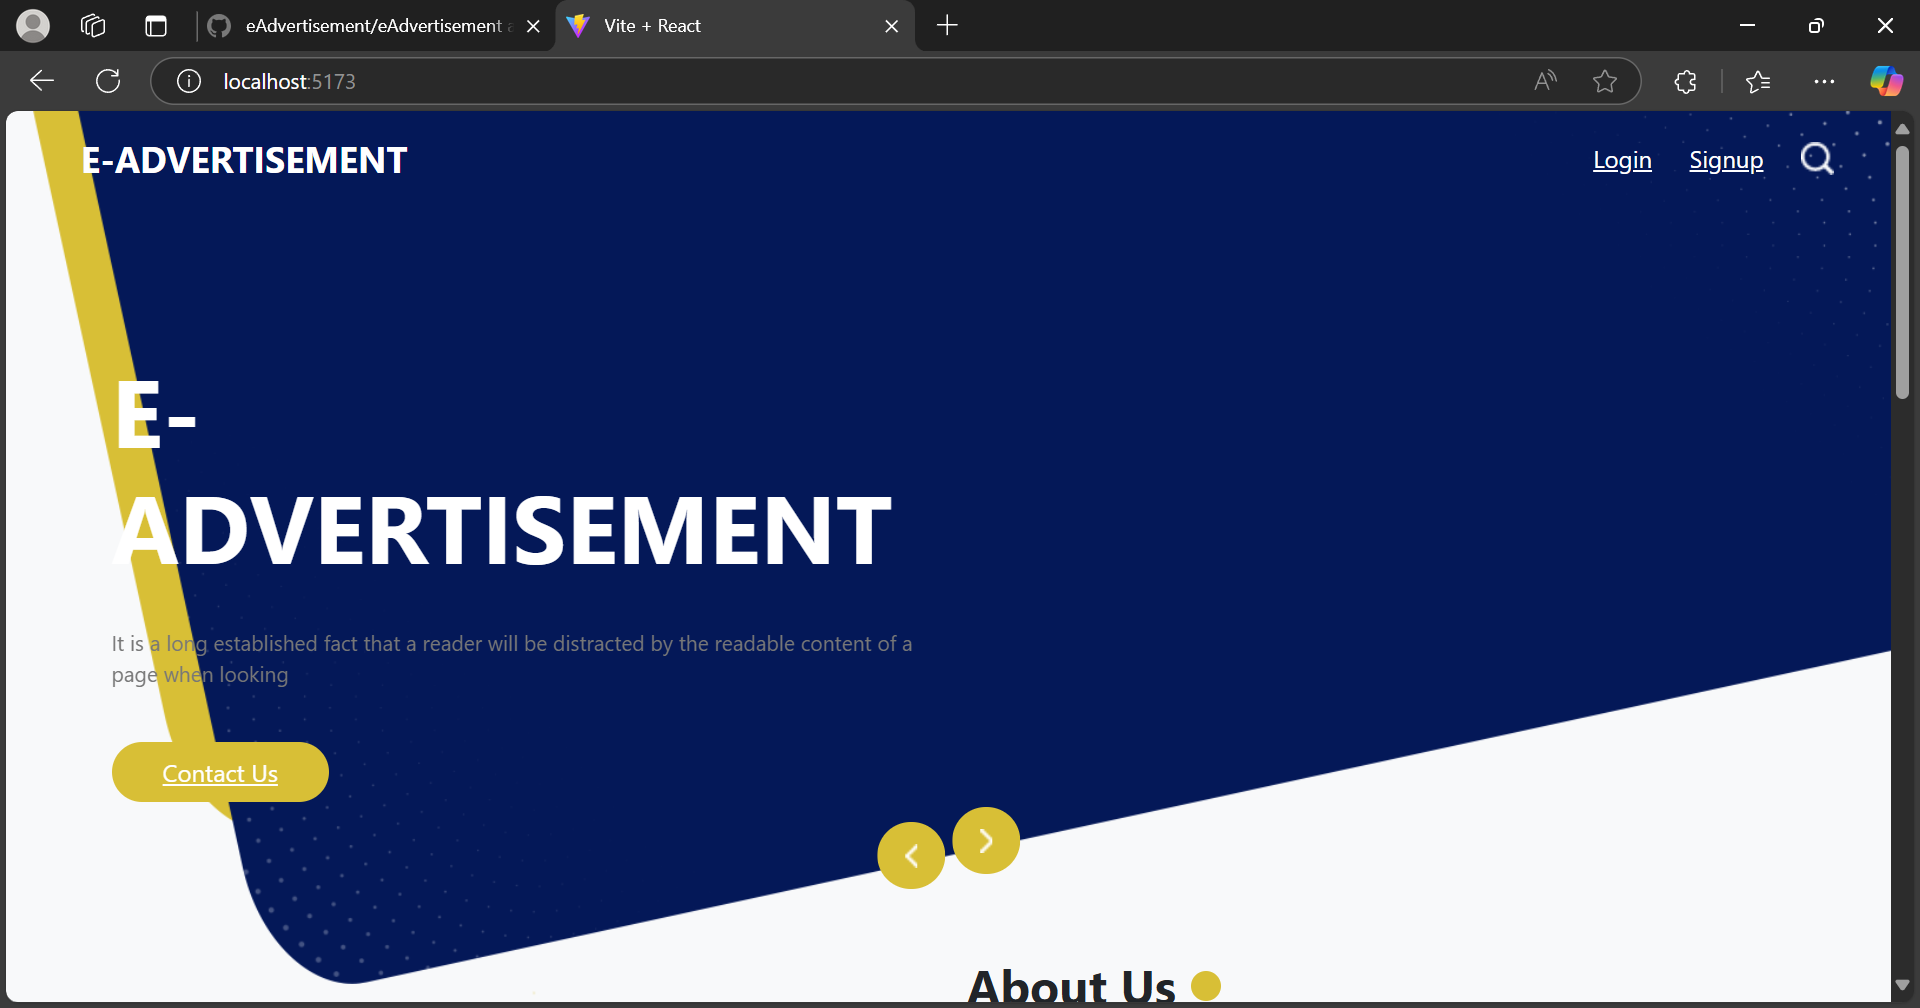 eAdvertisement/eAdvertisement a
Vite + React
localhost:5173
E-ADVERTISEMENT
Login
Signup
E-
ADVERTISEMENT
It is a long established fact that a reader will be distracted by the readable content of a
page when looking
Contact Us
About Us